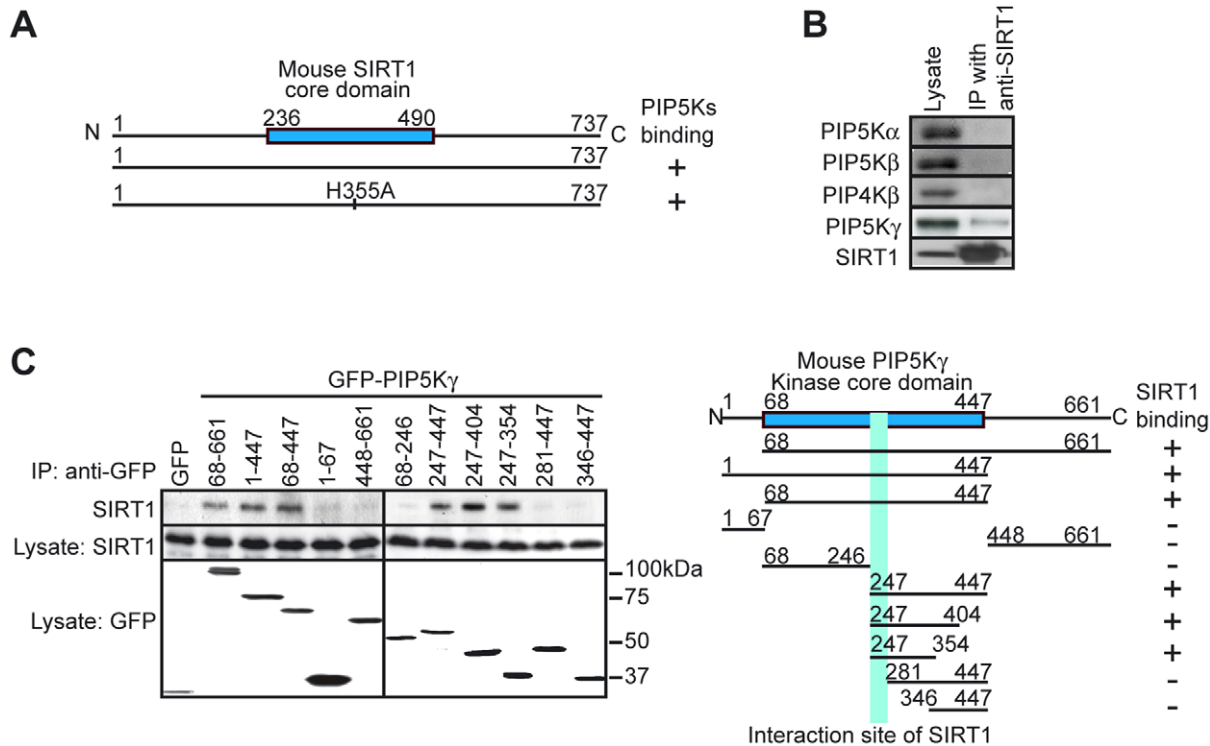 A
Mouse SIRT1
core domain
236 490
N 1 737 C
PIP5Ks
binding
1 737 +
H355A
1 737 +
B
Lysate
IP with
anti-SIRT1
PIP5Kα
PIP5Kβ
PIP4Kβ
PIP5Kγ
SIRT1
C
GFP-PIP5Kγ
IP: anti-GFP
GFP
68-661
1-447
68-447
1-67
448-661
68-246
247-447
247-404
247-354
281-447
346-447
SIRT1
Lysate: SIRT1
Lysate: GFP
100kDa
75
50
37
Mouse PIP5Kγ
Kinase core domain
1 68 447 661
N C
SIRT1
binding
68 661 +
1 447 +
68 447 +
1 67 -
448 661 -
68 246 -
247 447 +
247 404 +
247 354 +
281 447 -
346 447 -
Interaction site of SIRT1